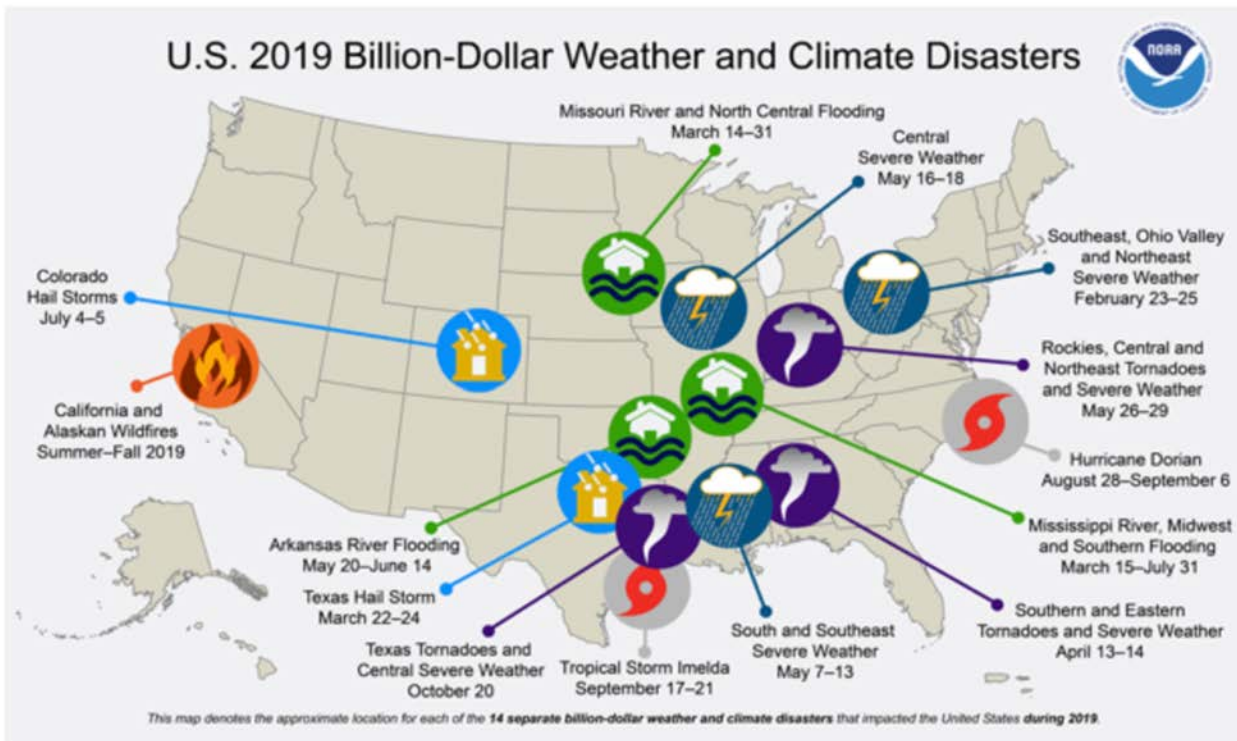 U.S. 2019 Billion-Dollar Weather and Climate Disasters
NOAA
Missouri River and North Central Flooding
March 14–31
Central
Severe Weather
May 16–18
Southeast, Ohio Valley
and Northeast
Severe Weather
February 23–25
Colorado
Hail Storms
July 4–5
Rockies, Central and
Northeast Tornadoes
and Severe Weather
May 26–29
California and
Alaskan Wildfires
Summer–Fall 2019
Hurricane Dorian
August 28–September 6
Arkansas River Flooding
May 20–June 14
Mississippi River, Midwest
and Southern Flooding
March 15–July 31
Texas Hail Storm
March 22–24
Southern and Eastern
Tornadoes and Severe Weather
April 13–14
Texas Tornadoes and
Central Severe Weather
October 20
Tropical Storm Imelda
September 17–21
South and Southeast
Severe Weather
May 7–13
This map denotes the approximate location for each of the 14 separate billion-dollar weather and climate disasters that impacted the United States during 2019.